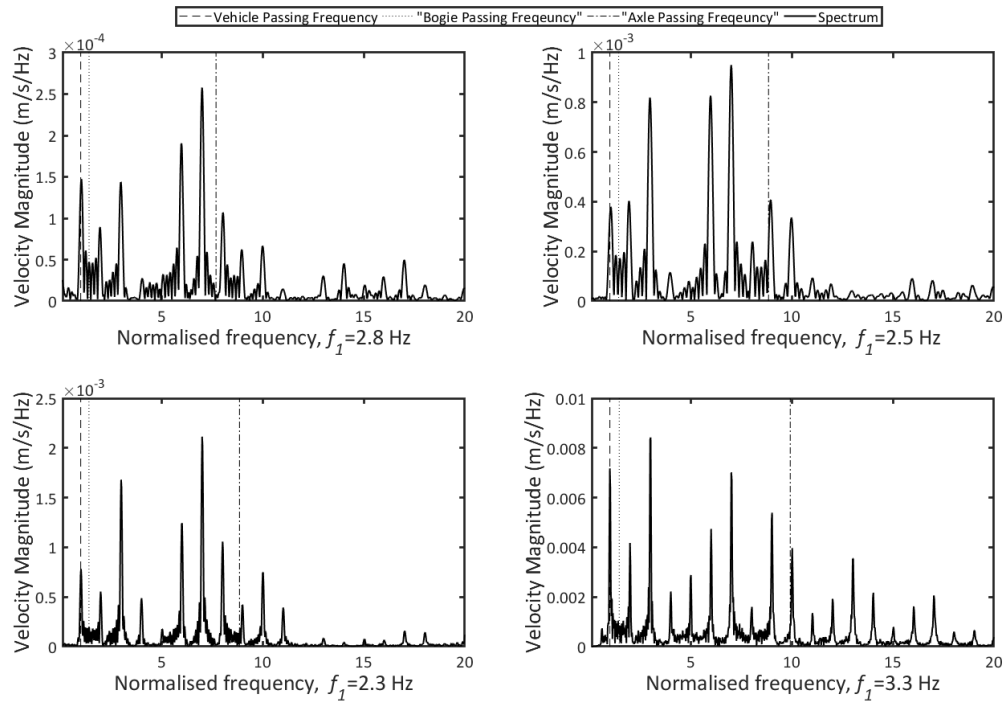 Vehicle Passing Frequency "Bogie Passing Freqeuncy" "Axle Passing Freqeuncy" Spectrum
×10⁻⁴
3
2.5
2
1.5
1
0.5
0
5 10 15 20
Velocity Magnitude (m/s/Hz)
Normalised frequency, f₁=2.8 Hz
×10⁻³
1
0.8
0.6
0.4
0.2
0
5 10 15 20
Velocity Magnitude (m/s/Hz)
Normalised frequency, f₁=2.5 Hz
×10⁻³
2.5
2
1.5
1
0.5
0
5 10 15 20
Velocity Magnitude (m/s/Hz)
Normalised frequency, f₁=2.3 Hz
0.01
0.008
0.006
0.004
0.002
0
5 10 15 20
Velocity Magnitude (m/s/Hz)
Normalised frequency, f₁=3.3 Hz